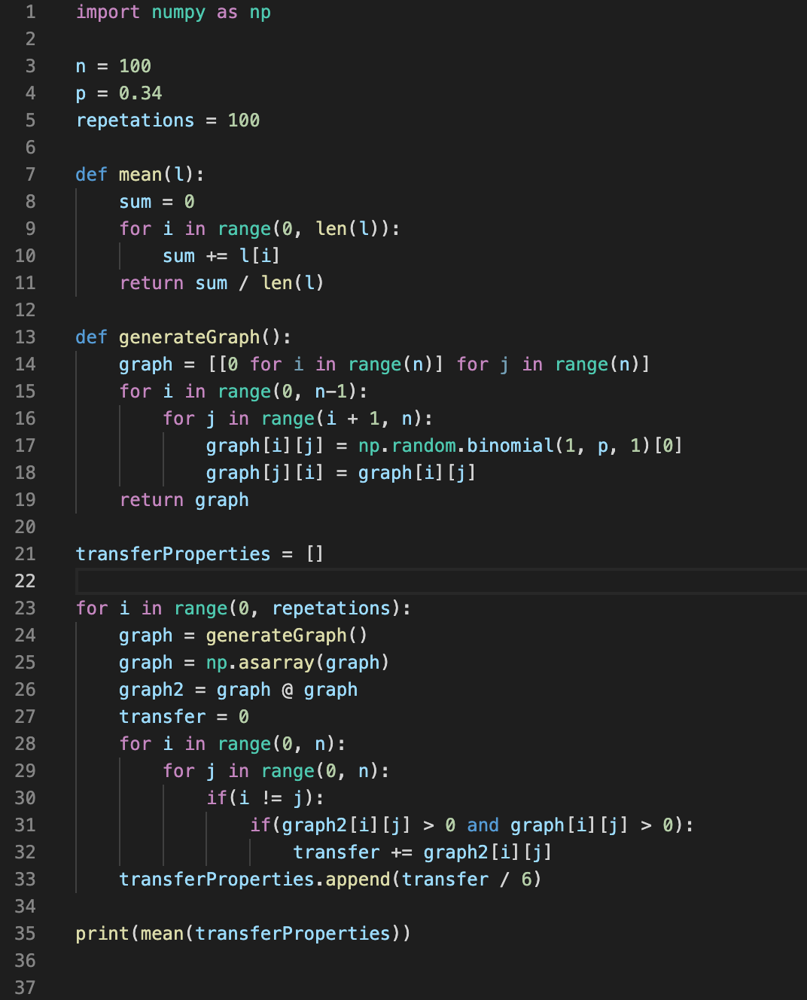 1 import numpy as np
2
3 n = 100
4 p = 0.34
5 repetations = 100
6
7 def mean(l):
8     sum = 0
9     for i in range(0, len(l)):
10         sum += l[i]
11     return sum / len(l)
12
13 def generateGraph():
14     graph = [[0 for i in range(n)] for j in range(n)]
15     for i in range(0, n-1):
16         for j in range(i + 1, n):
17             graph[i][j] = np.random.binomial(1, p, 1)[0]
18             graph[j][i] = graph[i][j]
19     return graph
20
21 transferProperties = []
22
23 for i in range(0, repetations):
24     graph = generateGraph()
25     graph = np.asarray(graph)
26     graph2 = graph @ graph
27     transfer = 0
28     for i in range(0, n):
29         for j in range(0, n):
30             if(i != j):
31                 if(graph2[i][j] > 0 and graph[i][j] > 0):
32                     transfer += graph2[i][j]
33     transferProperties.append(transfer / 6)
34
35 print(mean(transferProperties))
36
37